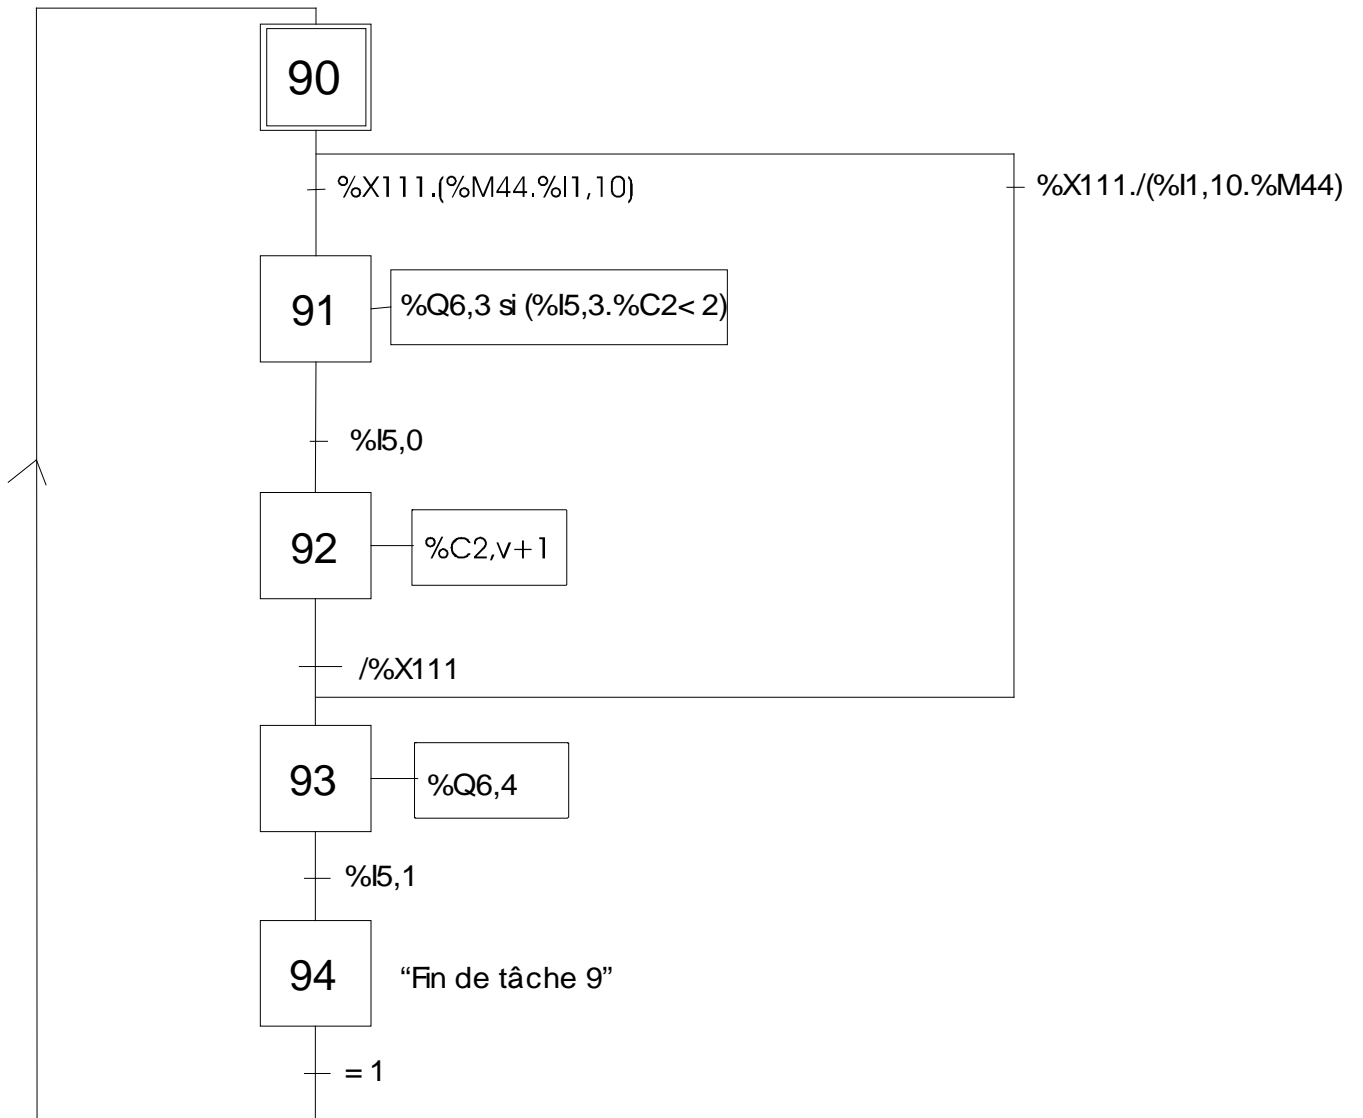 90
%X111.(%M44.%I1,10)
%X111./(%I1,10.%M44)
91
%Q6,3 si (%I5,3.%C2< 2)
%I5,0
92
%C2,v+1
/%X111
93
%Q6,4
%I5,1
94
“Fin de tâche 9”
= 1